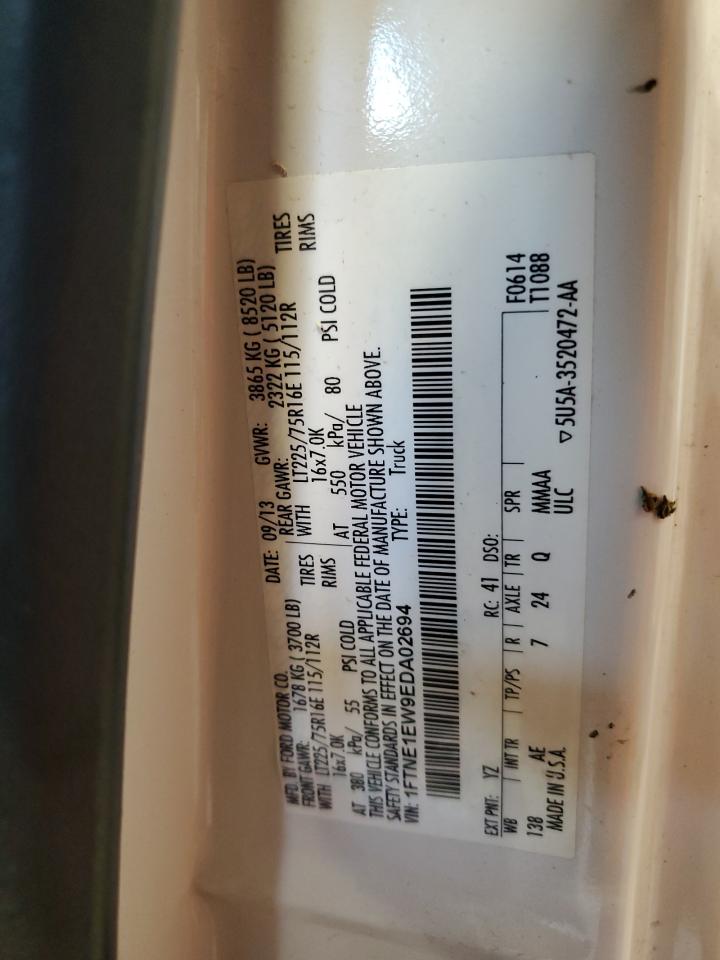 MFD. BY FORD MOTOR CO. DATE: 09/13 GVWR: 3865 KG ( 8520 LB)
FRONT GAWR: 1678 KG ( 3700 LB) REAR GAWR: 2322 KG ( 5120 LB)
WITH LT225/75R16E 115/112R TIRES WITH LT225/75R16E 115/112R TIRES
16x7.0K RIMS 16x7.0K RIMS
AT 380 kPa/ 55 PSI COLD AT 550 kPa/ 80 PSI COLD
THIS VEHICLE CONFORMS TO ALL APPLICABLE FEDERAL MOTOR VEHICLE
SAFETY STANDARDS IN EFFECT ON THE DATE OF MANUFACTURE SHOWN ABOVE.
VIN: 1FTNE1EW9EDA02694 TYPE: Truck
EXT PNT: YZ RC: 41 DSO:
WB INT TR TP/PS R AXLE TR SPR F0614
138 AE 7 24 Q MMAA T1088
MADE IN U.S.A. ULC ▽5U5A-3520472-AA